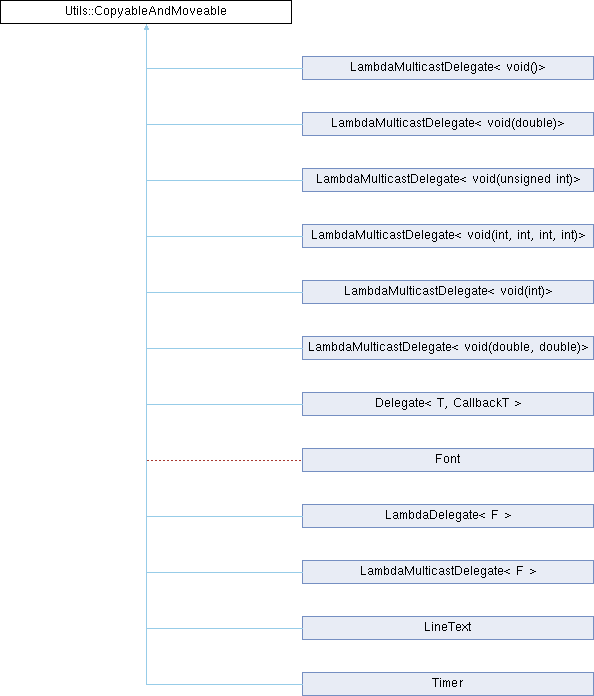 Utils::CopyableAndMoveable
LambdaMulticastDelegate< void()>
LambdaMulticastDelegate< void(double)>
LambdaMulticastDelegate< void(unsigned int)>
LambdaMulticastDelegate< void(int, int, int, int)>
LambdaMulticastDelegate< void(int)>
LambdaMulticastDelegate< void(double, double)>
Delegate< T, CallbackT >
Font
LambdaDelegate< F >
LambdaMulticastDelegate< F >
LineText
Timer